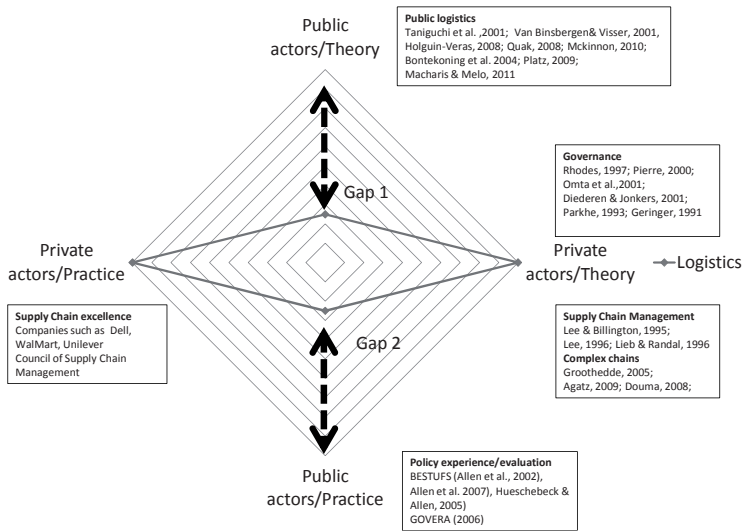 Public
actors/Theory
Public logistics
Taniguchi et al. ,2001;  Van Binsbergen& Visser, 2001,
Holguin-Veras, 2008; Quak, 2008; Mckinnon, 2010;
Bontekoning et al. 2004; Platz, 2009;
Macharis & Melo, 2011
Governance
Rhodes, 1997; Pierre, 2000;
Omta et al.,2001;
Diederen & Jonkers, 2001;
Parkhe, 1993; Geringer, 1991
Gap 1
Private
actors/Practice
Private
actors/Theory
Logistics
Supply Chain excellence
Companies such as  Dell,
WalMart, Unilever
Council of Supply Chain
Management
Supply Chain Management
Lee & Billington, 1995;
Lee, 1996; Lieb & Randal, 1996
Complex chains
Groothedde, 2005;
Agatz, 2009; Douma, 2008;
Gap 2
Public
actors/Practice
Policy experience/evaluation
BESTUFS (Allen et al., 2002),
Allen et al. 2007), Hueschebeck &
Allen, 2005)
GOVERA (2006)